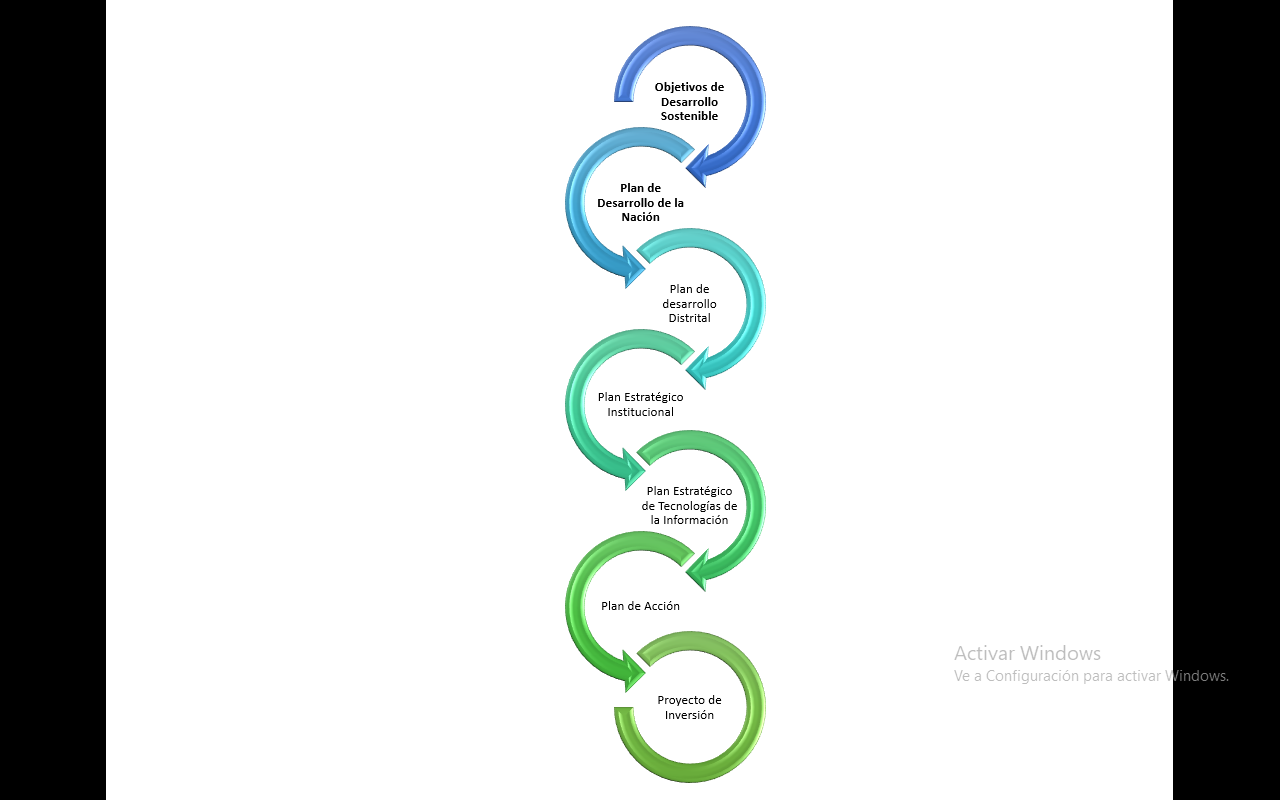 Objetivos de
Desarrollo
Sostenible
Plan de
Desarrollo de la
Nación
Plan de
desarrollo
Distrital
Plan Estratégico
Institucional
Plan Estratégico
de Tecnologías de
la Información
Plan de Acción
Proyecto de
Inversión
Activar Windows
Ve a Configuración para activar Windows.